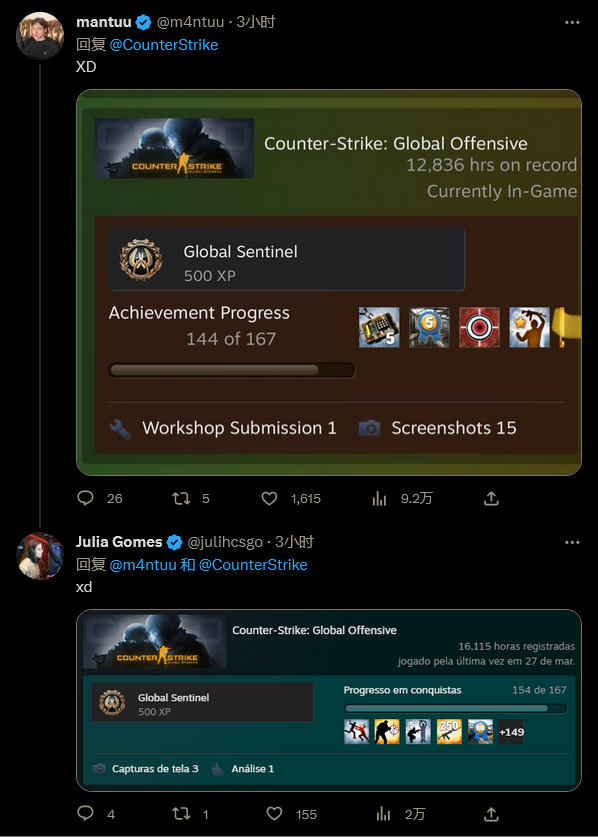 mantuu @m4ntuu · 3小时
回复 @CounterStrike
XD
COUNTER STRIKE
Counter-Strike: Global Offensive
12,836 hrs on record
Currently In-Game
Global Sentinel
500 XP
Achievement Progress
144 of 167
5
5
Workshop Submission 1
Screenshots 15
26 5 1,615 9.2万
Julia Gomes @julihcsgo · 3小时
回复 @m4ntuu 和 @CounterStrike
xd
COUNTER STRIKE
Counter-Strike: Global Offensive
16,115 horas registradas
jogado pela última vez em 27 de mar.
Global Sentinel
500 XP
Progresso em conquistas 154 de 167
250
+149
Capturas de tela 3 Análise 1
4 1 155 2万